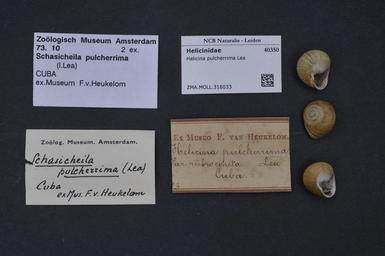 Zoölogisch Museum Amsterdam
73. 10 2 ex.
Schasicheila pulcherrima
(I.Lea)
CUBA
ex.Museum F.v.Heukelom
NCB Naturalis - Leiden
Helicinidae 40350
Helicina pulcherrima Lea
ZMA.MOLL.316033
Zoölog. Museum. Amsterdam.
Schasicheila
pulcherrima (Lea)
Cuba
ex Mus. F.v. Heukelom
Ex Museo F. van Heukelom.
Helicina pulcherrima
Lea
Cuba